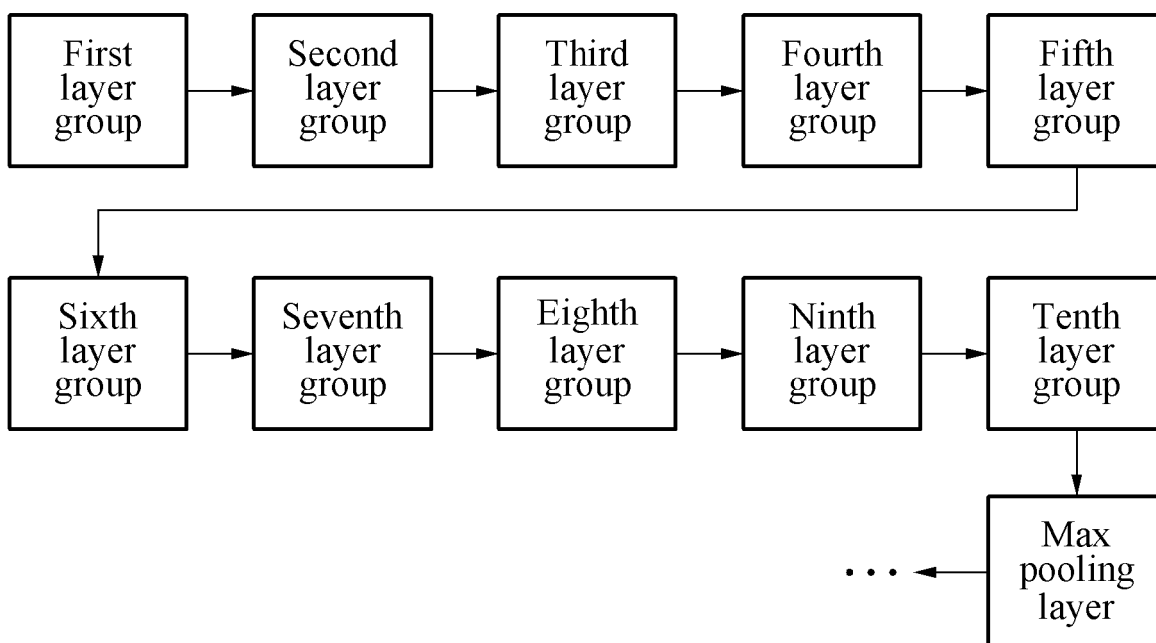 First
layer
group
Second
layer
group
Third
layer
group
Fourth
layer
group
Fifth
layer
group
Sixth
layer
group
Seventh
layer
group
Eighth
layer
group
Ninth
layer
group
Tenth
layer
group
Max
pooling
layer
...